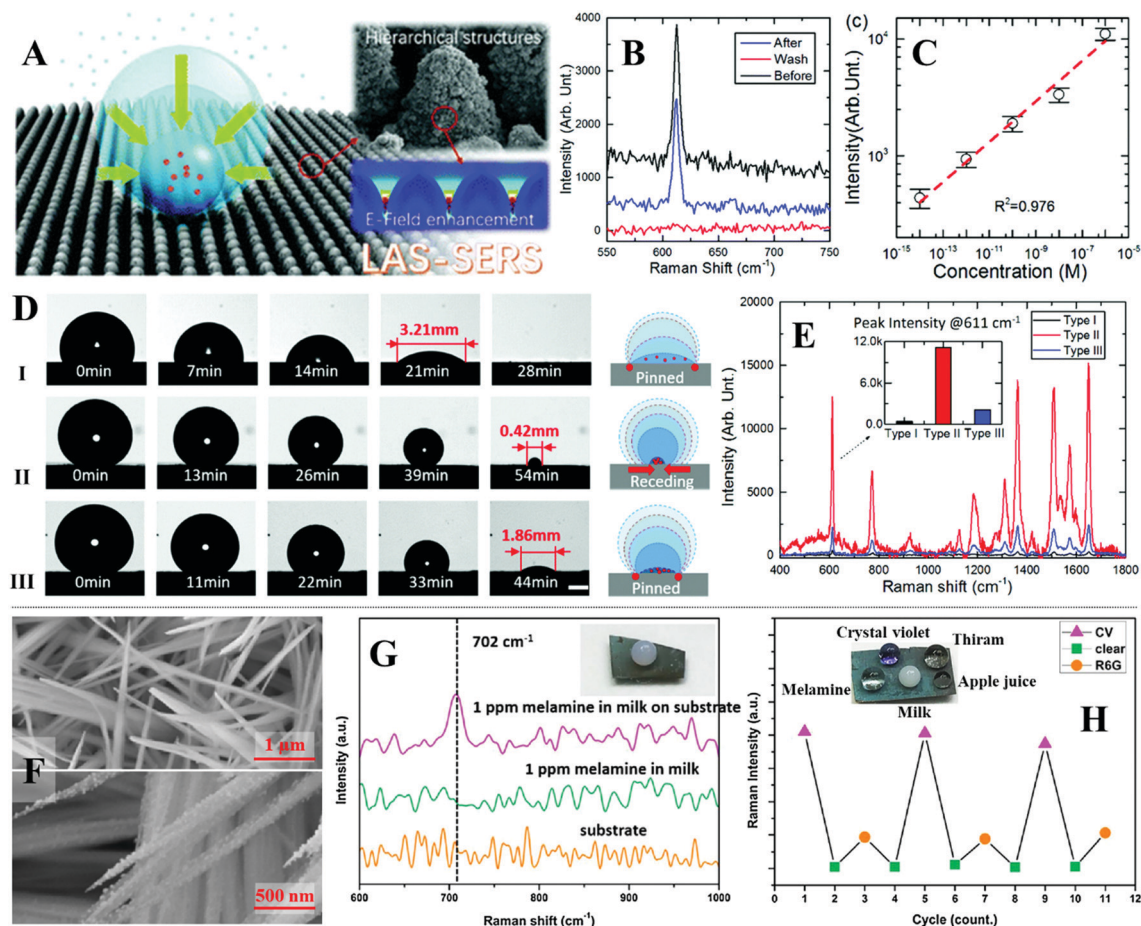 A
Hierarchical structures
E-Field enhancement
LAS-SERS
B
After
Wash
Before
Intensity (Arb. Unt.)
4000
3000
2000
1000
0
550 600 650 700 750
Raman Shift (cm⁻¹)
(c)
C
Intensity(Arb.Unt.)
10⁴
10³
R²=0.976
10⁻¹⁵ 10⁻¹³ 10⁻¹¹ 10⁻⁹ 10⁻⁷ 10⁻⁵
Concentration (M)
D
3.21mm
I
0min 7min 14min 21min 28min
Pinned
0.42mm
II
0min 13min 26min 39min 54min
Receding
1.86mm
III
0min 11min 22min 33min 44min
Pinned
E
Peak Intensity @611 cm⁻¹
Type I
Type II
Type III
12.0k
6.0k
0.0
Type I Type II Type III
Intensity (Arb. Unt.)
20000
15000
10000
5000
0
400 600 800 1000 1200 1400 1600 1800
Raman shift (cm⁻¹)
F
1 μm
500 nm
G
702 cm⁻¹
1 ppm melamine in milk on substrate
1 ppm melamine in milk
substrate
Intensity (a.u.)
600 700 800 900 1000
Raman shift (cm⁻¹)
H
Crystal violet
Thiram
Melamine
Apple juice
Milk
CV
clear
R6G
Raman Intensity (a.u.)
0 1 2 3 4 5 6 7 8 9 10 11 12
Cycle (count.)